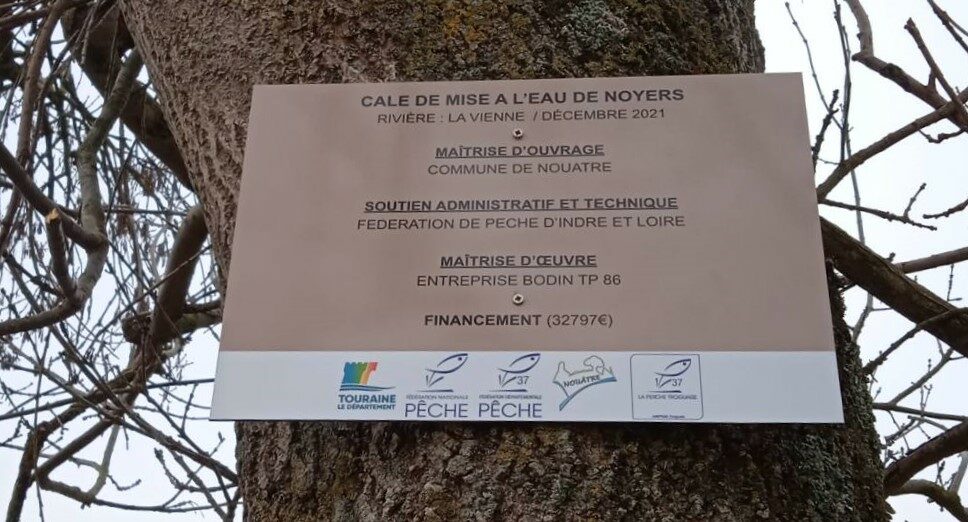 CALE DE MISE A L'EAU DE NOYERS
RIVIÈRE : LA VIENNE / DÉCEMBRE 2021
MAÎTRISE D'OUVRAGE
COMMUNE DE NOUATRE
SOUTIEN ADMINISTRATIF ET TECHNIQUE
FEDERATION DE PECHE D'INDRE ET LOIRE
MAÎTRISE D'ŒUVRE
ENTREPRISE BODIN TP 86
FINANCEMENT (32797€)
TOURAINE
LE DÉPARTEMENT
FÉDÉRATION NATIONALE
PÊCHE
37
FÉDÉRATION DÉPARTEMENTALE
PÊCHE
NOUÂTRE
37
LA PERCHE TROGUASE